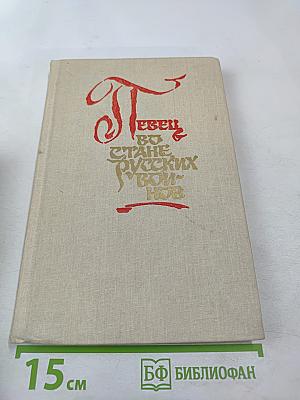 Певец
во
стане
русских
вои-
нов
15 см
БФ БИБЛИОФАН